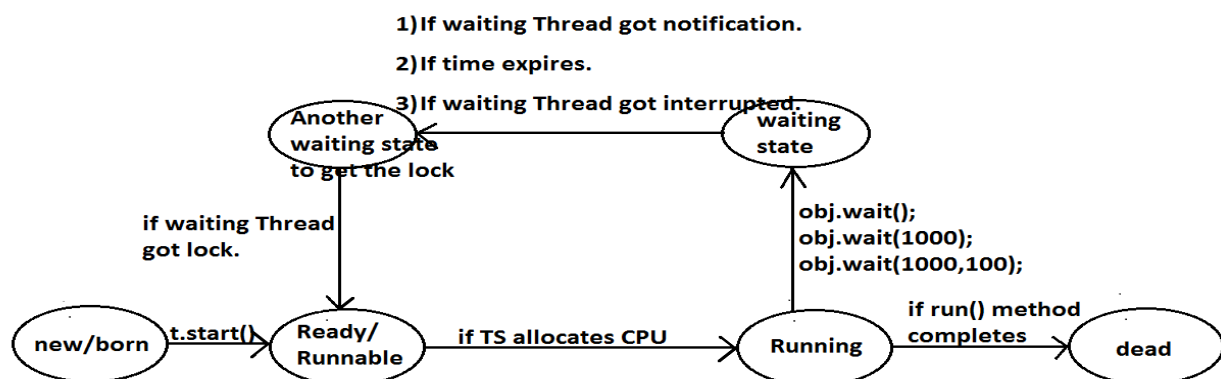 1)If waiting Thread got notification.
2)If time expires.
3)If waiting Thread got interrupted.
Another
waiting state
to get the lock
waiting
state
if waiting Thread
got lock.
obj.wait();
obj.wait(1000);
obj.wait(1000,100);
new/born
t.start()
Ready/
Runnable
if TS allocates CPU
Running
if run() method
completes
dead